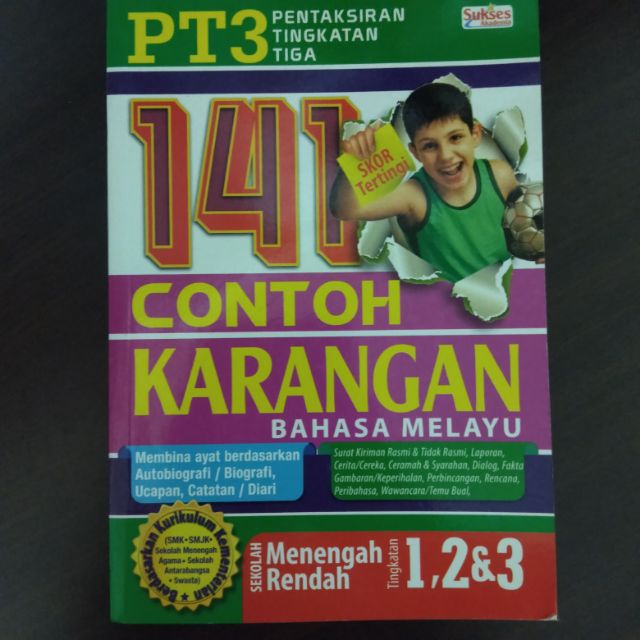 PT3
PENTAKSIRAN
TINGKATAN
TIGA
Sukses
Akademia
141
SKOR
Tertinggi
CONTOH
KARANGAN
BAHASA MELAYU
Membina ayat berdasarkan
Autobiografi / Biografi,
Ucapan, Catatan / Diari
Surat Kiriman Rasmi & Tidak Rasmi, Laporan,
Cerita/Cereka, Ceramah & Syarahan, Dialog, Fakta
Gambaran/Keperihalan, Perbincangan, Rencana,
Peribahasa, Wawancara/Temu Bual,
Berdasarkan Kurikulum Kementerian
(SMK • SMJK •
Sekolah Menengah
Agama • Sekolah
Antarabangsa
• Swasta)
SEKOLAH
Menengah
Rendah
Tingkatan
1,2&3